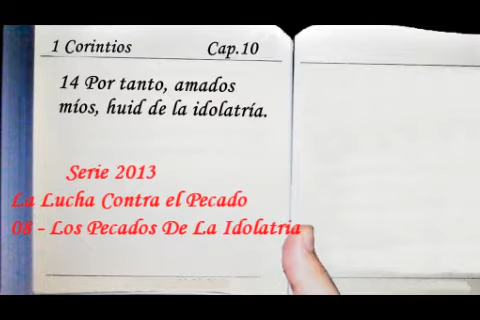 1 Corintios Cap.10
14 Por tanto, amados
míos, huid de la idolatría.
Serie 2013
La Lucha Contra el Pecado
08 - Los Pecados De La Idolatria